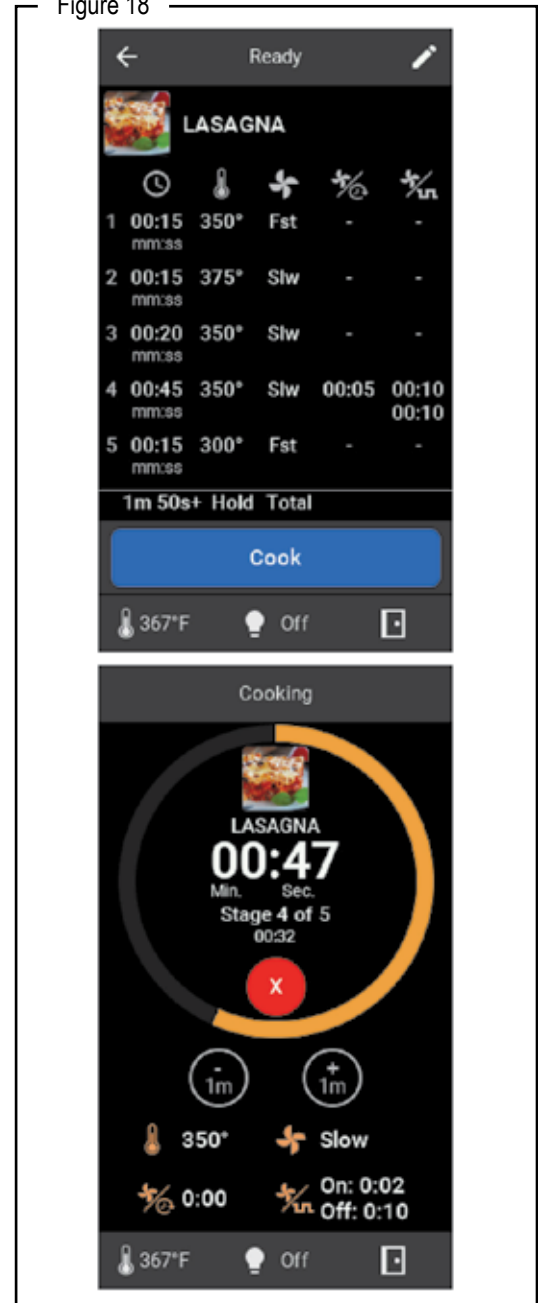 Figure 18
Ready
LASAGNA
1 00:15 350° Fst - -
mm:ss
2 00:15 375° Slw - -
mm:ss
3 00:20 350° Slw - -
mm:ss
4 00:45 350° Slw 00:05 00:10
mm:ss 00:10
5 00:15 300° Fst - -
mm:ss
1m 50s+ Hold Total
Cook
367°F Off
Cooking
LASAGNA
00:47
Min. Sec.
Stage 4 of 5
00:32
X
- +
1m 1m
350° Slow
0:00 On: 0:02
Off: 0:10
367°F Off